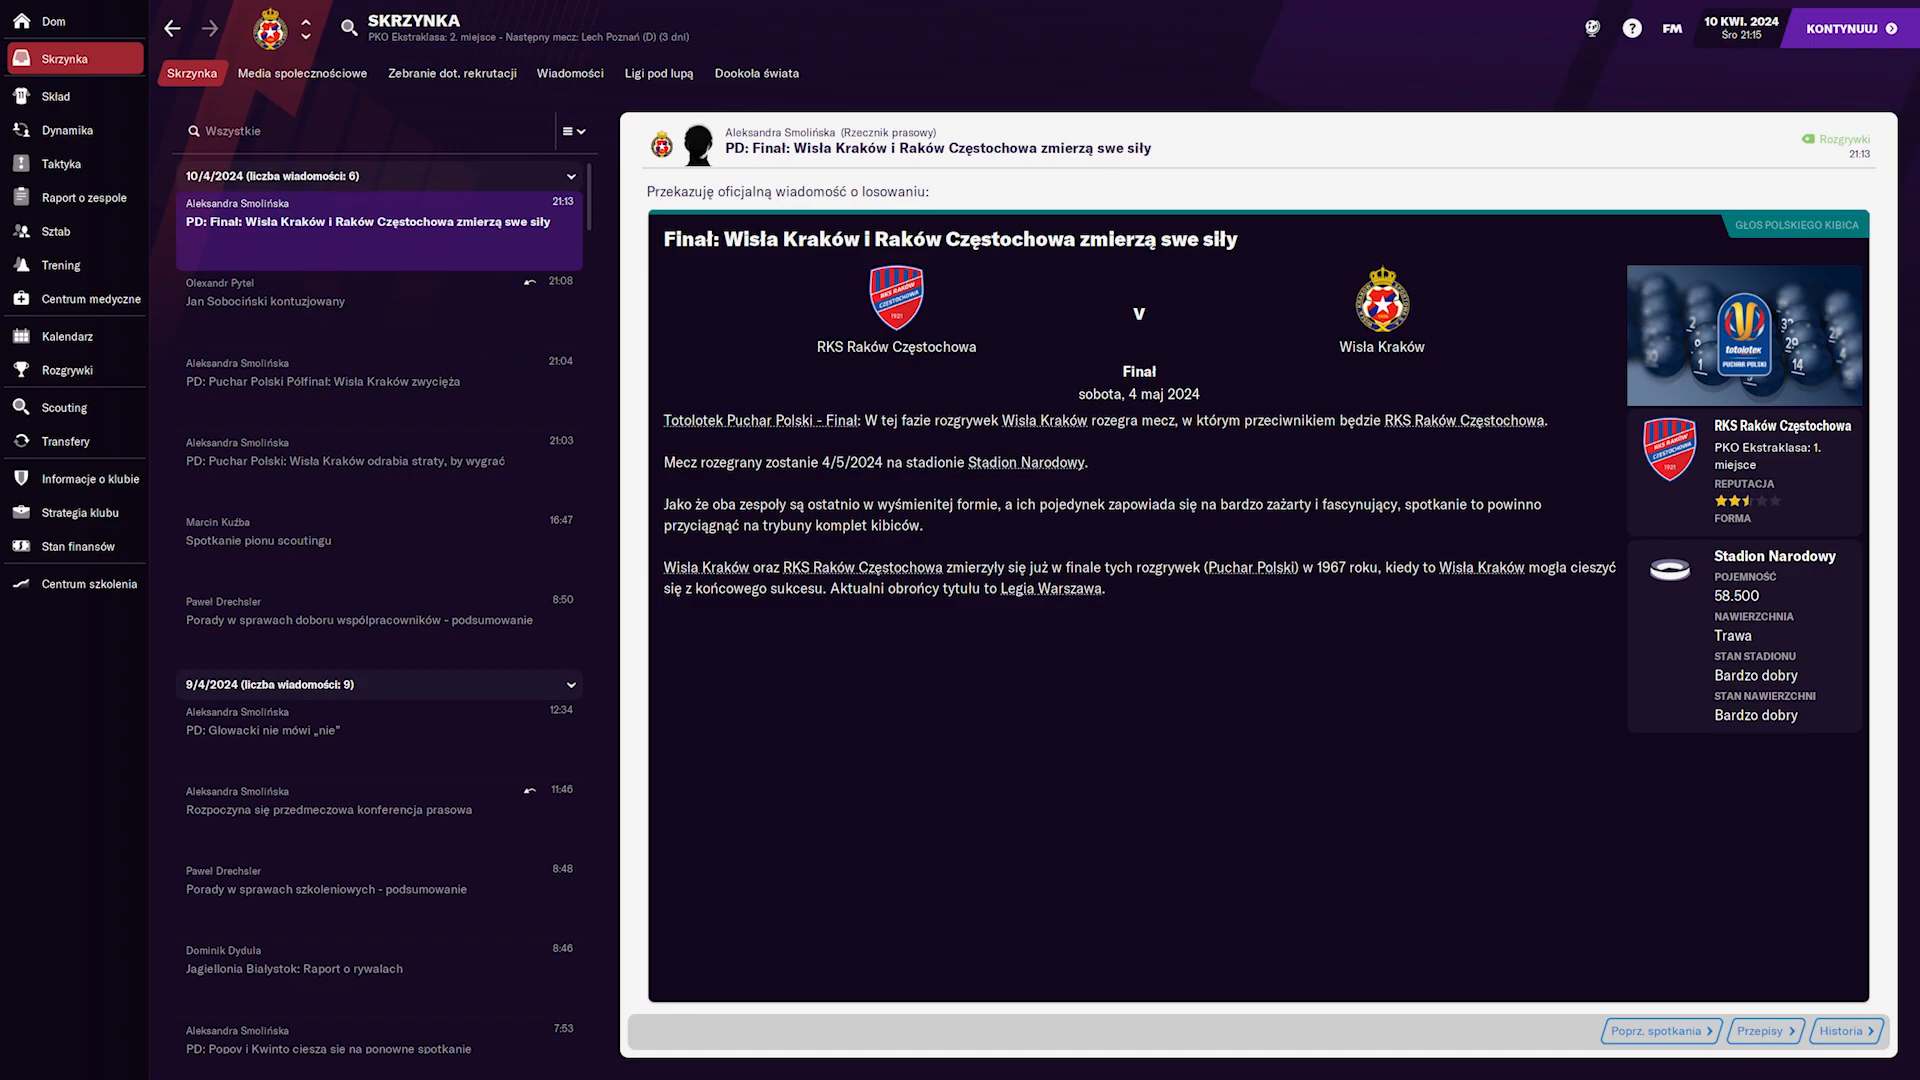 Dom
Skrzynka
Skład
Dynamika
Taktyka
Raport o zespole
Sztab
Trening
Centrum medyczne
Kalendarz
Rozgrywki
Scouting
Transfery
Informacje o klubie
Strategia klubu
Stan finansów
Centrum szkolenia
SKRZYNKA
PKO Ekstraklasa: 2. miejsce - Następny mecz: Lech Poznań (D) (3 dni)
FM
10 KWI. 2024
Śro 21:15
KONTYNUUJ
Skrzynka
Media społecznościowe
Zebranie dot. rekrutacji
Wiadomości
Ligi pod lupą
Dookoła świata
Wszystkie
10/4/2024 (liczba wiadomości: 6)
Aleksandra Smolińska 21:13
PD: Finał: Wisła Kraków i Raków Częstochowa zmierzą swe siły
Olexandr Pytel 21:08
Jan Sobociński kontuzjowany
Aleksandra Smolińska 21:04
PD: Puchar Polski Półfinał: Wisła Kraków zwycięża
Aleksandra Smolińska 21:03
PD: Puchar Polski: Wisła Kraków odrabia straty, by wygrać
Marcin Kuźba 16:47
Spotkanie pionu scoutingu
Paweł Drechsler 8:50
Porady w sprawach doboru współpracowników - podsumowanie
9/4/2024 (liczba wiadomości: 9)
Aleksandra Smolińska 12:34
PD: Głowacki nie mówi „nie”
Aleksandra Smolińska 11:46
Rozpoczyna się przedmeczowa konferencja prasowa
Paweł Drechsler 8:48
Porady w sprawach szkoleniowych - podsumowanie
Dominik Dyduła 8:46
Jagiellonia Białystok: Raport o rywalach
Aleksandra Smolińska 7:53
PD: Popov i Kwinto cieszą się na ponowne spotkanie
Aleksandra Smolińska (Rzecznik prasowy)
PD: Finał: Wisła Kraków i Raków Częstochowa zmierzą swe siły
Rozgrywki
21:13
Przekazuję oficjalną wiadomość o losowaniu:
GŁOS POLSKIEGO KIBICA
Finał: Wisła Kraków i Raków Częstochowa zmierzą swe siły
RKS RAKÓW
CZĘSTOCHOWA
1921
v
RKS Raków Częstochowa
Wisła Kraków
Finał
sobota, 4 maj 2024
Totolotek Puchar Polski - Finał: W tej fazie rozgrywek Wisła Kraków rozegra mecz, w którym przeciwnikiem będzie RKS Raków Częstochowa.
Mecz rozegrany zostanie 4/5/2024 na stadionie Stadion Narodowy.
Jako że oba zespoły są ostatnio w wyśmienitej formie, a ich pojedynek zapowiada się na bardzo zażarty i fascynujący, spotkanie to powinno
przyciągnąć na trybuny komplet kibiców.
Wisła Kraków oraz RKS Raków Częstochowa zmierzyły się już w finale tych rozgrywek (Puchar Polski) w 1967 roku, kiedy to Wisła Kraków mogła cieszyć
się z końcowego sukcesu. Aktualni obrońcy tytułu to Legia Warszawa.
totolotek
PUCHAR POLSKI
29
14
RKS Raków Częstochowa
PKO Ekstraklasa: 1.
miejsce
REPUTACJA
FORMA
Stadion Narodowy
POJEMNOŚĆ
58.500
NAWIERZCHNIA
Trawa
STAN STADIONU
Bardzo dobry
STAN NAWIERZCHNI
Bardzo dobry
Poprz. spotkania
Przepisy
Historia